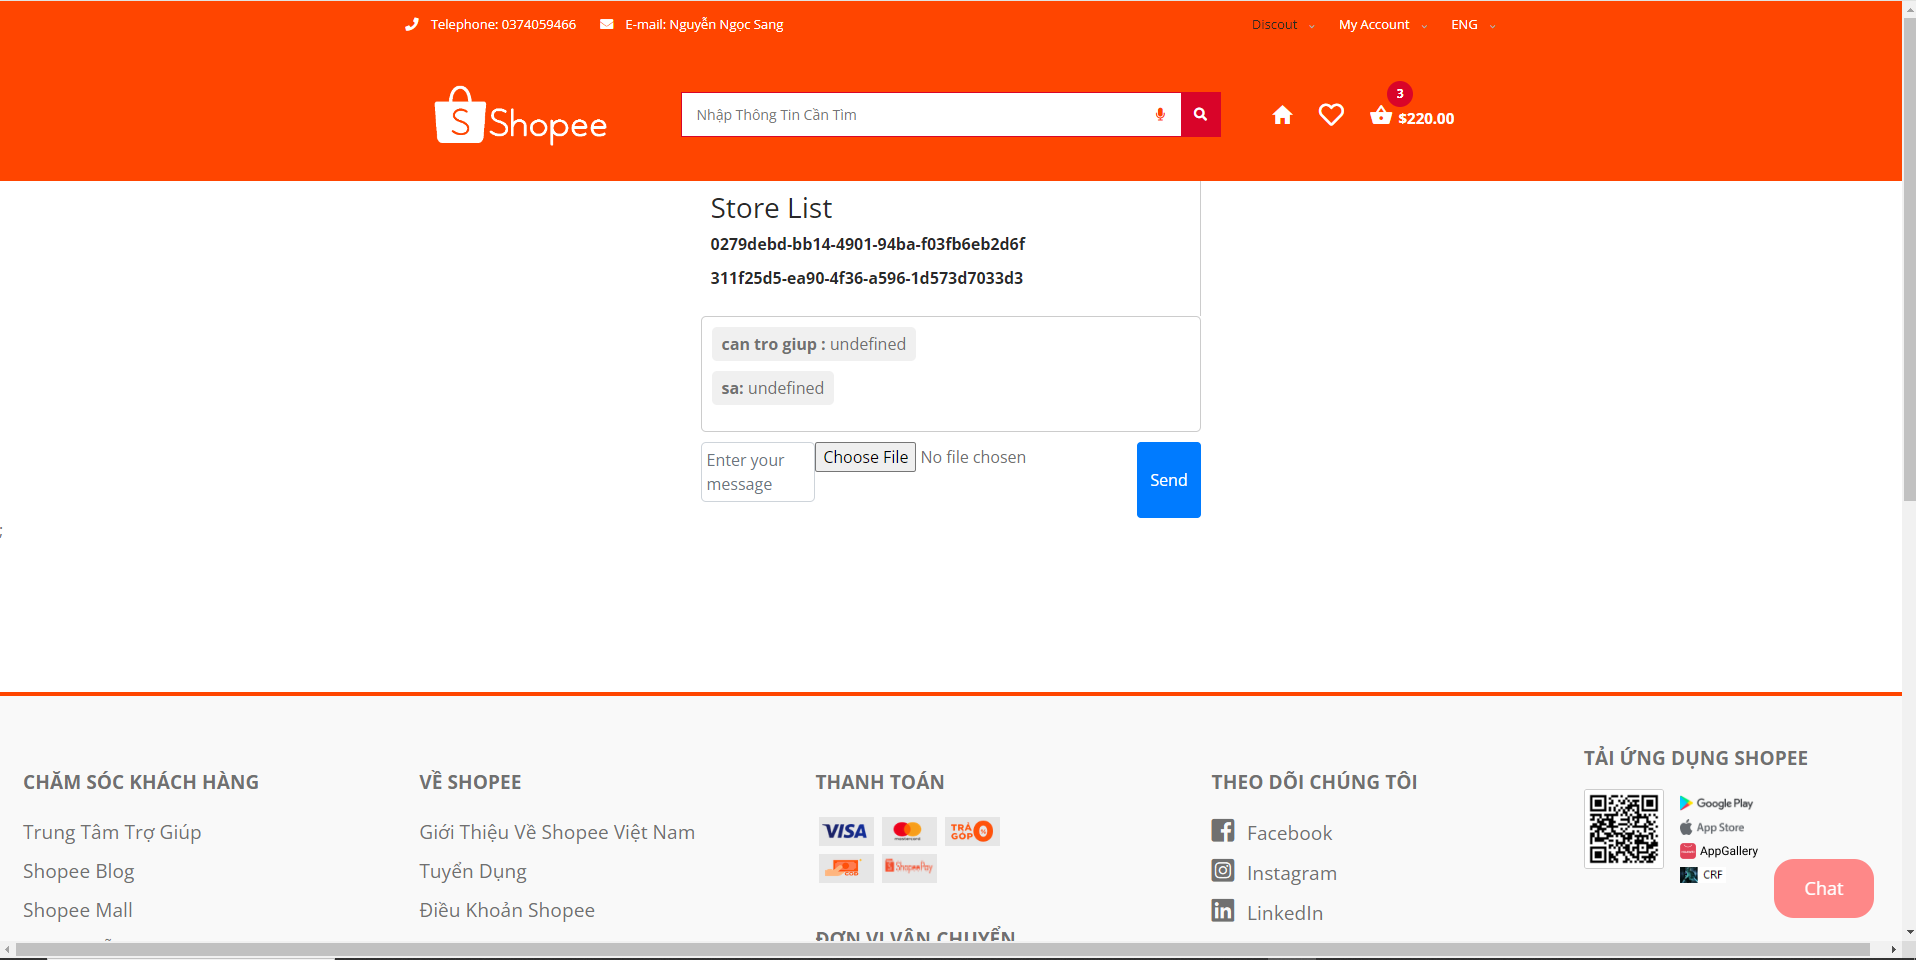 Telephone: 0374059466 E-mail: Nguyễn Ngọc Sang Discout My Account ENG
S Shopee
Nhập Thông Tin Cần Tìm
3
$220.00
Store List
0279debd-bb14-4901-94ba-f03fb6eb2d6f
311f25d5-ea90-4f36-a596-1d573d7033d3
can tro giup : undefined
sa: undefined
Enter your
message
Choose File No file chosen
Send
;
CHĂM SÓC KHÁCH HÀNG
Trung Tâm Trợ Giúp
Shopee Blog
Shopee Mall
VỀ SHOPEE
Giới Thiệu Về Shopee Việt Nam
Tuyển Dụng
Điều Khoản Shopee
THANH TOÁN
VISA
mastercard
TRẢ
GÓP %
COD
ShopeePay
ĐƠN VỊ VẬN CHUYỂN
THEO DÕI CHÚNG TÔI
Facebook
Instagram
LinkedIn
TẢI ỨNG DỤNG SHOPEE
Google Play
App Store
AppGallery
CRF
Chat